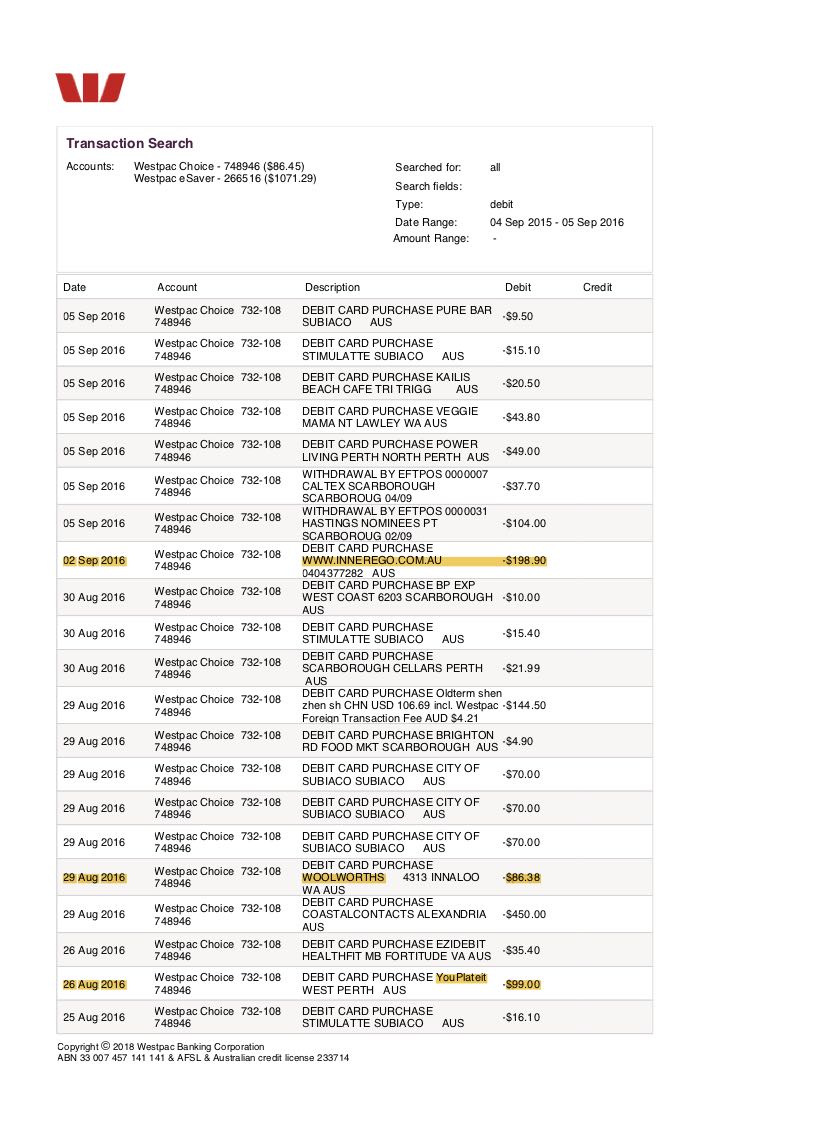 Transaction Search
Accounts: Westpac Choice - 748946 ($86.45)
Westpac eSaver - 266516 ($1071.29)
Searched for: all
Search fields:
Type: debit
Date Range: 04 Sep 2015 - 05 Sep 2016
Amount Range: -
Date Account Description Debit Credit
05 Sep 2016 Westpac Choice 732-108 DEBIT CARD PURCHASE PURE BAR -$9.50
748946 SUBIACO AUS
05 Sep 2016 Westpac Choice 732-108 DEBIT CARD PURCHASE -$15.10
748946 STIMULATTE SUBIACO AUS
05 Sep 2016 Westpac Choice 732-108 DEBIT CARD PURCHASE KAILIS -$20.50
748946 BEACH CAFE TRI TRIGG AUS
05 Sep 2016 Westpac Choice 732-108 DEBIT CARD PURCHASE VEGGIE -$43.80
748946 MAMA NT LAWLEY WA AUS
05 Sep 2016 Westpac Choice 732-108 DEBIT CARD PURCHASE POWER -$49.00
748946 LIVING PERTH NORTH PERTH AUS
WITHDRAWAL BY EFTPOS 0000007
05 Sep 2016 Westpac Choice 732-108 CALTEX SCARBOROUGH -$37.70
748946 SCARBOROUG 04/09
WITHDRAWAL BY EFTPOS 0000031
05 Sep 2016 Westpac Choice 732-108 HASTINGS NOMINEES PT -$104.00
748946 SCARBOROUG 02/09
DEBIT CARD PURCHASE
02 Sep 2016 Westpac Choice 732-108 WWW.INNEREGO.COM.AU -$198.90
748946 0404377282 AUS
DEBIT CARD PURCHASE BP EXP
30 Aug 2016 Westpac Choice 732-108 WEST COAST 6203 SCARBOROUGH -$10.00
748946 AUS
30 Aug 2016 Westpac Choice 732-108 DEBIT CARD PURCHASE -$15.40
748946 STIMULATTE SUBIACO AUS
DEBIT CARD PURCHASE
30 Aug 2016 Westpac Choice 732-108 SCARBOROUGH CELLARS PERTH -$21.99
748946 AUS
DEBIT CARD PURCHASE Oldterm shen
29 Aug 2016 Westpac Choice 732-108 zhen sh CHN USD 106.69 incl. Westpac -$144.50
748946 Foreign Transaction Fee AUD $4.21
29 Aug 2016 Westpac Choice 732-108 DEBIT CARD PURCHASE BRIGHTON -$4.90
748946 RD FOOD MKT SCARBOROUGH AUS
29 Aug 2016 Westpac Choice 732-108 DEBIT CARD PURCHASE CITY OF -$70.00
748946 SUBIACO SUBIACO AUS
29 Aug 2016 Westpac Choice 732-108 DEBIT CARD PURCHASE CITY OF -$70.00
748946 SUBIACO SUBIACO AUS
29 Aug 2016 Westpac Choice 732-108 DEBIT CARD PURCHASE CITY OF -$70.00
748946 SUBIACO SUBIACO AUS
DEBIT CARD PURCHASE
29 Aug 2016 Westpac Choice 732-108 WOOLWORTHS 4313 INNALOO -$86.38
748946 WA AUS
DEBIT CARD PURCHASE
29 Aug 2016 Westpac Choice 732-108 COASTALCONTACTS ALEXANDRIA -$450.00
748946 AUS
26 Aug 2016 Westpac Choice 732-108 DEBIT CARD PURCHASE EZIDEBIT -$35.40
748946 HEALTHFIT MB FORTITUDE VA AUS
26 Aug 2016 Westpac Choice 732-108 DEBIT CARD PURCHASE YouPlateit -$99.00
748946 WEST PERTH AUS
25 Aug 2016 Westpac Choice 732-108 DEBIT CARD PURCHASE -$16.10
748946 STIMULATTE SUBIACO AUS
Copyright © 2018 Westpac Banking Corporation
ABN 33 007 457 141 141 & AFSL & Australian credit license 233714